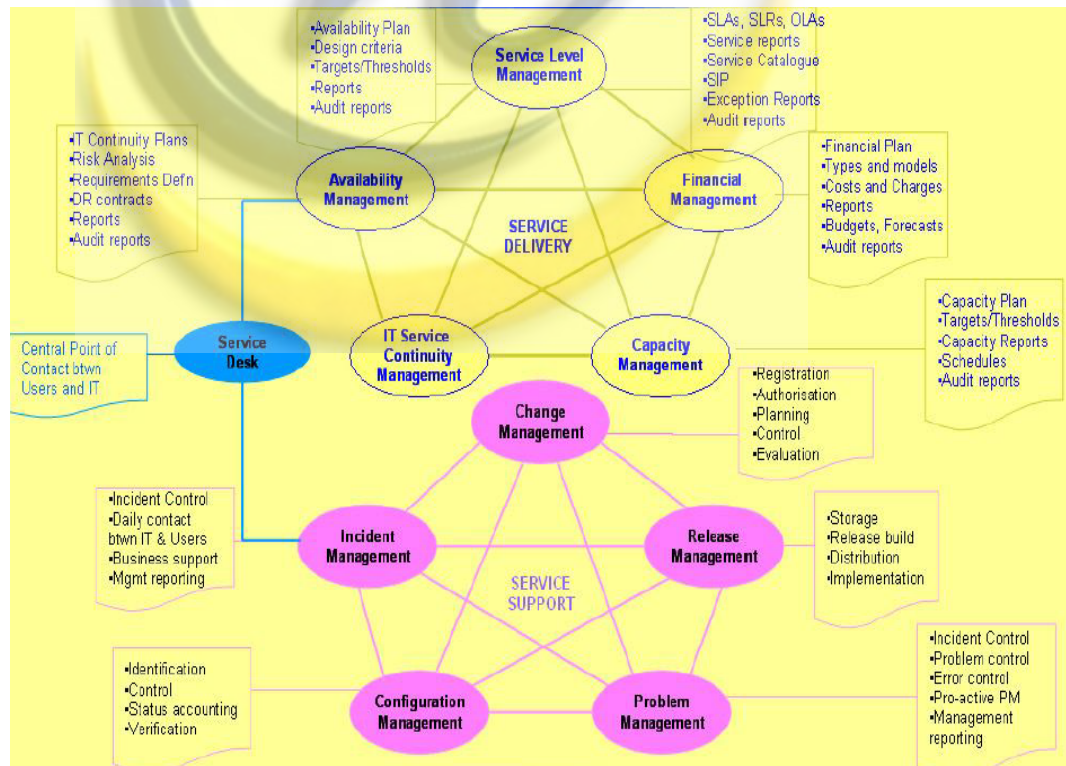 ▪Availability Plan
▪Design criteria
▪Targets/Thresholds
▪Reports
▪Audit reports
Service Level
Management
▪SLAs, SLRs, OLAs
▪Service reports
▪Service Catalogue
▪SIP
▪Exception Reports
▪Audit reports
▪IT Continuity Plans
▪Risk Analysis
▪Requirements Defn
▪DR contracts
▪Reports
▪Audit reports
Availability
Management
Financial
Management
▪Financial Plan
▪Types and models
▪Costs and Charges
▪Reports
▪Budgets, Forecasts
▪Audit reports
SERVICE
DELIVERY
Central Point of
Contact btwn
Users and IT
Service
Desk
IT Service
Continuity
Management
Capacity
Management
▪Capacity Plan
▪Targets/Thresholds
▪Capacity Reports
▪Schedules
▪Audit reports
Change
Management
▪Registration
▪Authorisation
▪Planning
▪Control
▪Evaluation
▪Incident Control
▪Daily contact
btwn IT & Users
▪Business support
▪Mgmt reporting
Incident
Management
Release
Management
▪Storage
▪Release build
▪Distribution
▪Implementation
SERVICE
SUPPORT
▪Identification
▪Control
▪Status accounting
▪Verification
Configuration
Management
Problem
Management
▪Incident Control
▪Problem control
▪Error control
▪Pro-active PM
▪Management
reporting